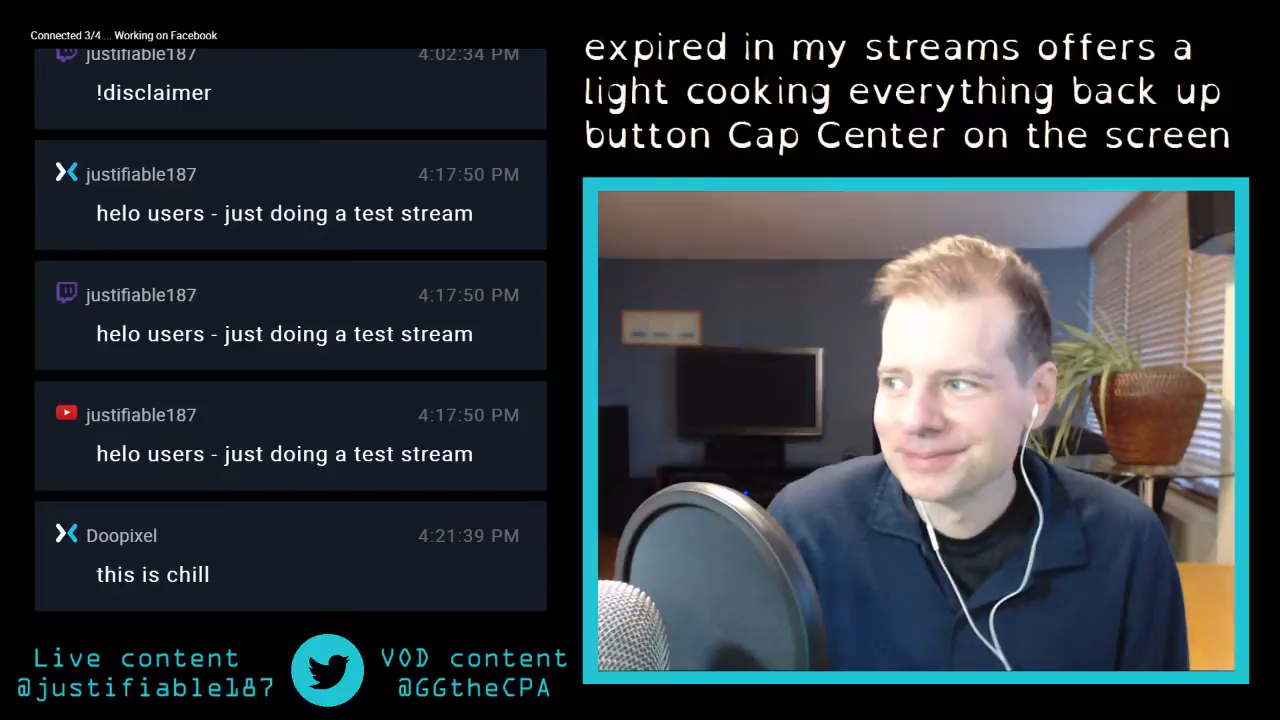 Connected 3/4 ... Working on Facebook
justifiable187 4:02:34 PM
!disclaimer
justifiable187 4:17:50 PM
helo users - just doing a test stream
justifiable187 4:17:50 PM
helo users - just doing a test stream
justifiable187 4:17:50 PM
helo users - just doing a test stream
Doopixel 4:21:39 PM
this is chill
Live content
@justifiable187
VOD content
@GGtheCPA
expired in my streams offers a
light cooking everything back up
button Cap Center on the screen